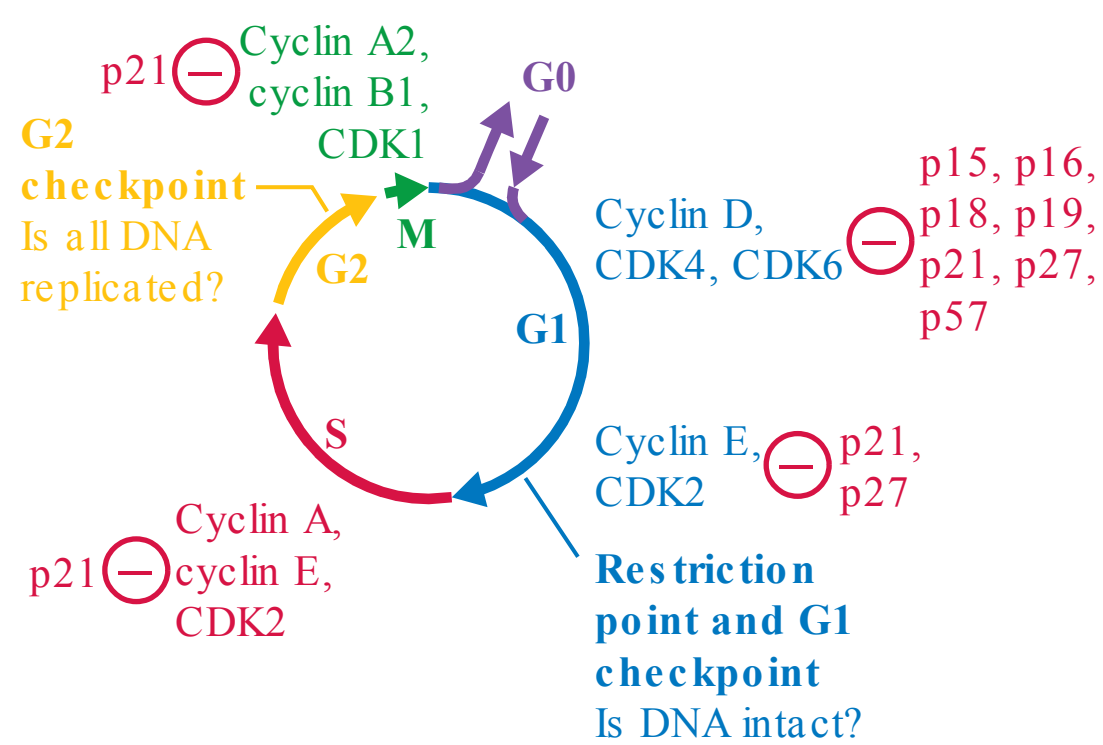 p21
Cyclin A2,
cyclin B1,
CDK1
G0
G2
checkpoint
Is all DNA
replicated?
M
G2
G1
S
Cyclin D,
CDK4, CDK6
p15, p16,
p18, p19,
p21, p27,
p57
Cyclin E,
CDK2
p21,
p27
p21
Cyclin A,
cyclin E,
CDK2
Restriction
point and G1
checkpoint
Is DNA intact?